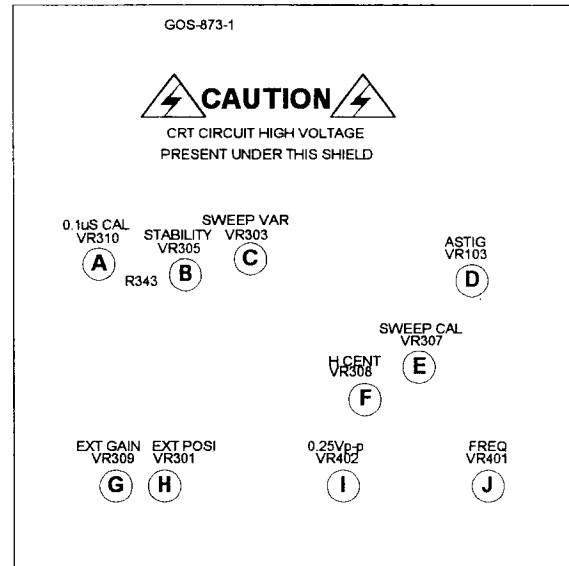 GOS-873-1
CAUTION
CRT CIRCUIT HIGH VOLTAGE
PRESENT UNDER THIS SHIELD
0.1uS CAL
VR310
A
R343
STABILITY
VR305
B
SWEEP VAR
VR303
C
ASTIG
VR103
D
SWEEP CAL
VR307
E
H CENT
VR308
F
EXT GAIN
VR309
G
EXT POSI
VR301
H
0.25Vp-p
VR402
I
FREQ
VR401
J